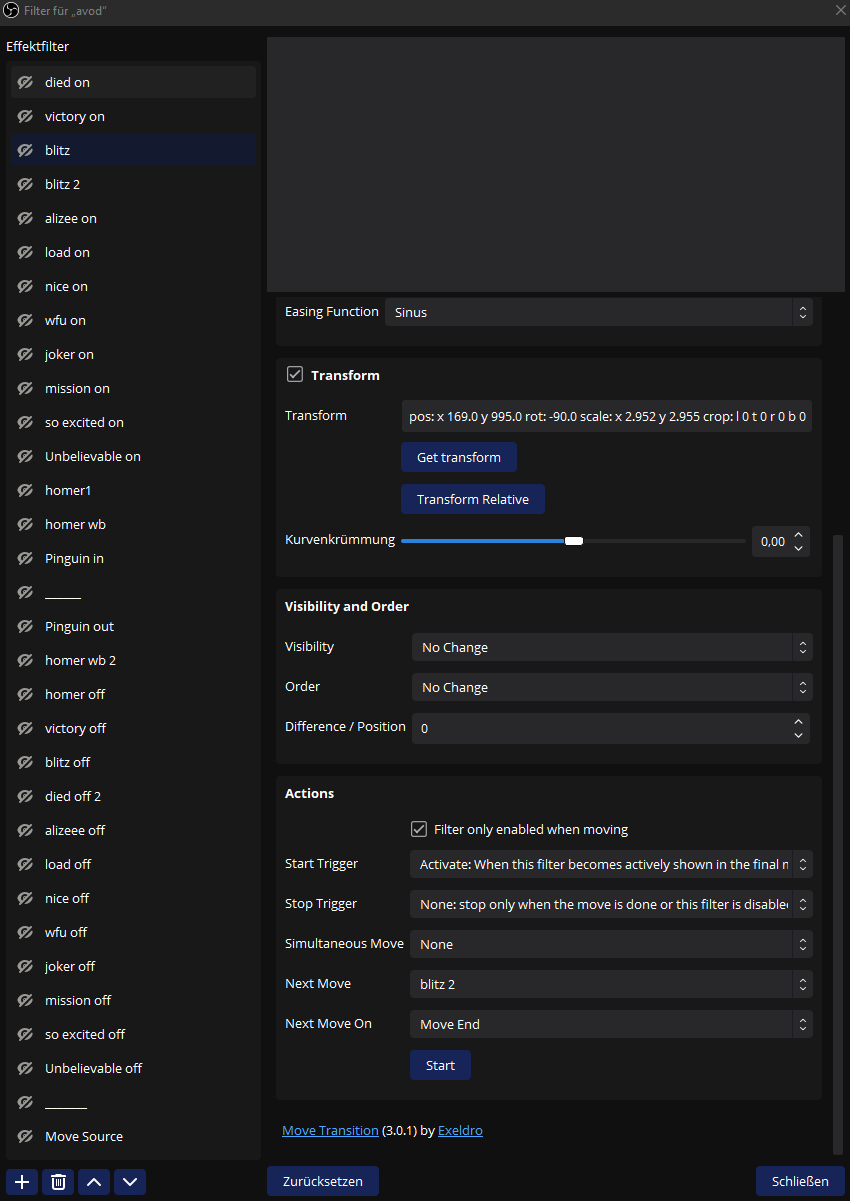 Filter für „avod“
Effektfilter
died on
victory on
blitz
blitz 2
alizee on
load on
nice on
wfu on
joker on
mission on
so excited on
Unbelievable on
homer1
homer wb
Pinguin in
______
Pinguin out
homer wb 2
homer off
victory off
blitz off
died off 2
alizeee off
load off
nice off
wfu off
joker off
mission off
so excited off
Unbelievable off
_______
Move Source
Easing Function Sinus
Transform
Transform pos: x 169.0 y 995.0 rot: -90.0 scale: x 2.952 y 2.955 crop: l 0 t 0 r 0 b 0
Get transform
Transform Relative
Kurvenkrümmung 0,00
Visibility and Order
Visibility No Change
Order No Change
Difference / Position 0
Actions
Filter only enabled when moving
Start Trigger Activate: When this filter becomes actively shown in the final
Stop Trigger None: stop only when the move is done or this filter is disable
Simultaneous Move None
Next Move blitz 2
Next Move On Move End
Start
Move Transition (3.0.1) by Exeldro
Zurücksetzen
Schließen